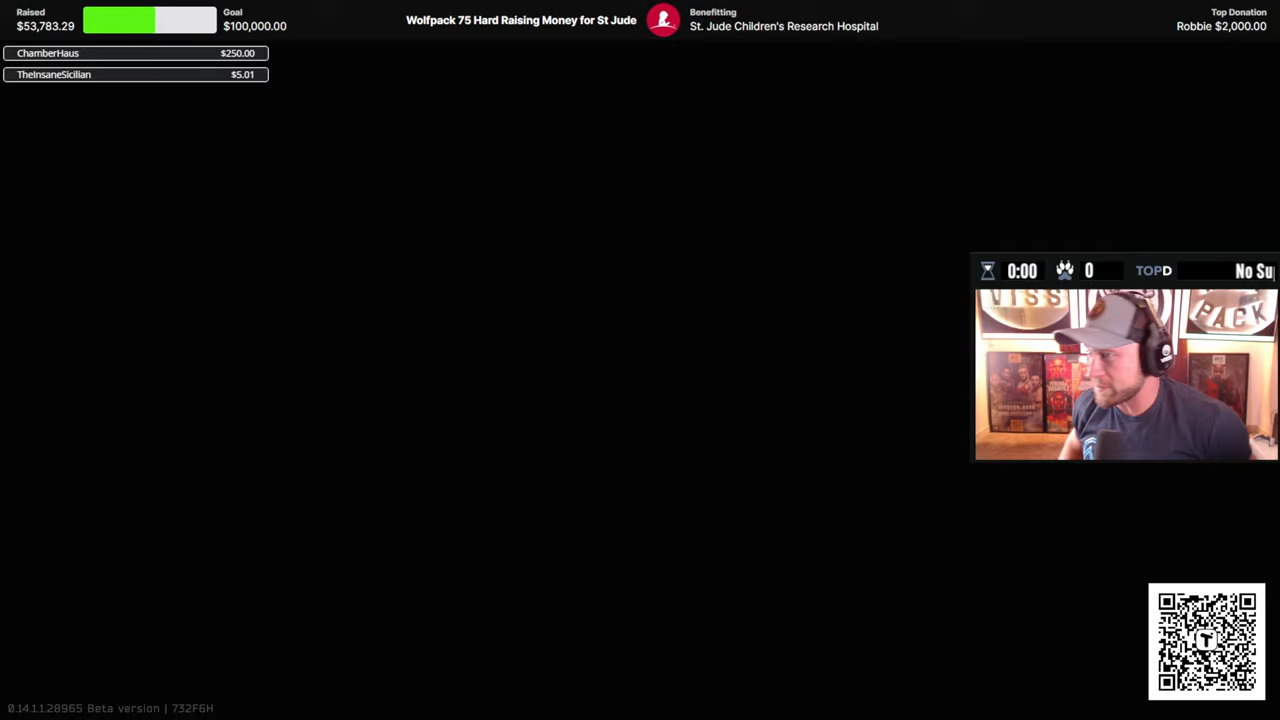 Raised
$53,783.29
Goal
$100,000.00
Wolfpack 75 Hard Raising Money for St Jude
Benefitting
St. Jude Children's Research Hospital
Top Donation
Robbie $2,000.00
ChamberHaus $250.00
TheInsaneSicilian $5.01
0:00 0 TOPD No Su
VISS
PACK
T
0.14.1.1.28965 Beta version | 732F6H